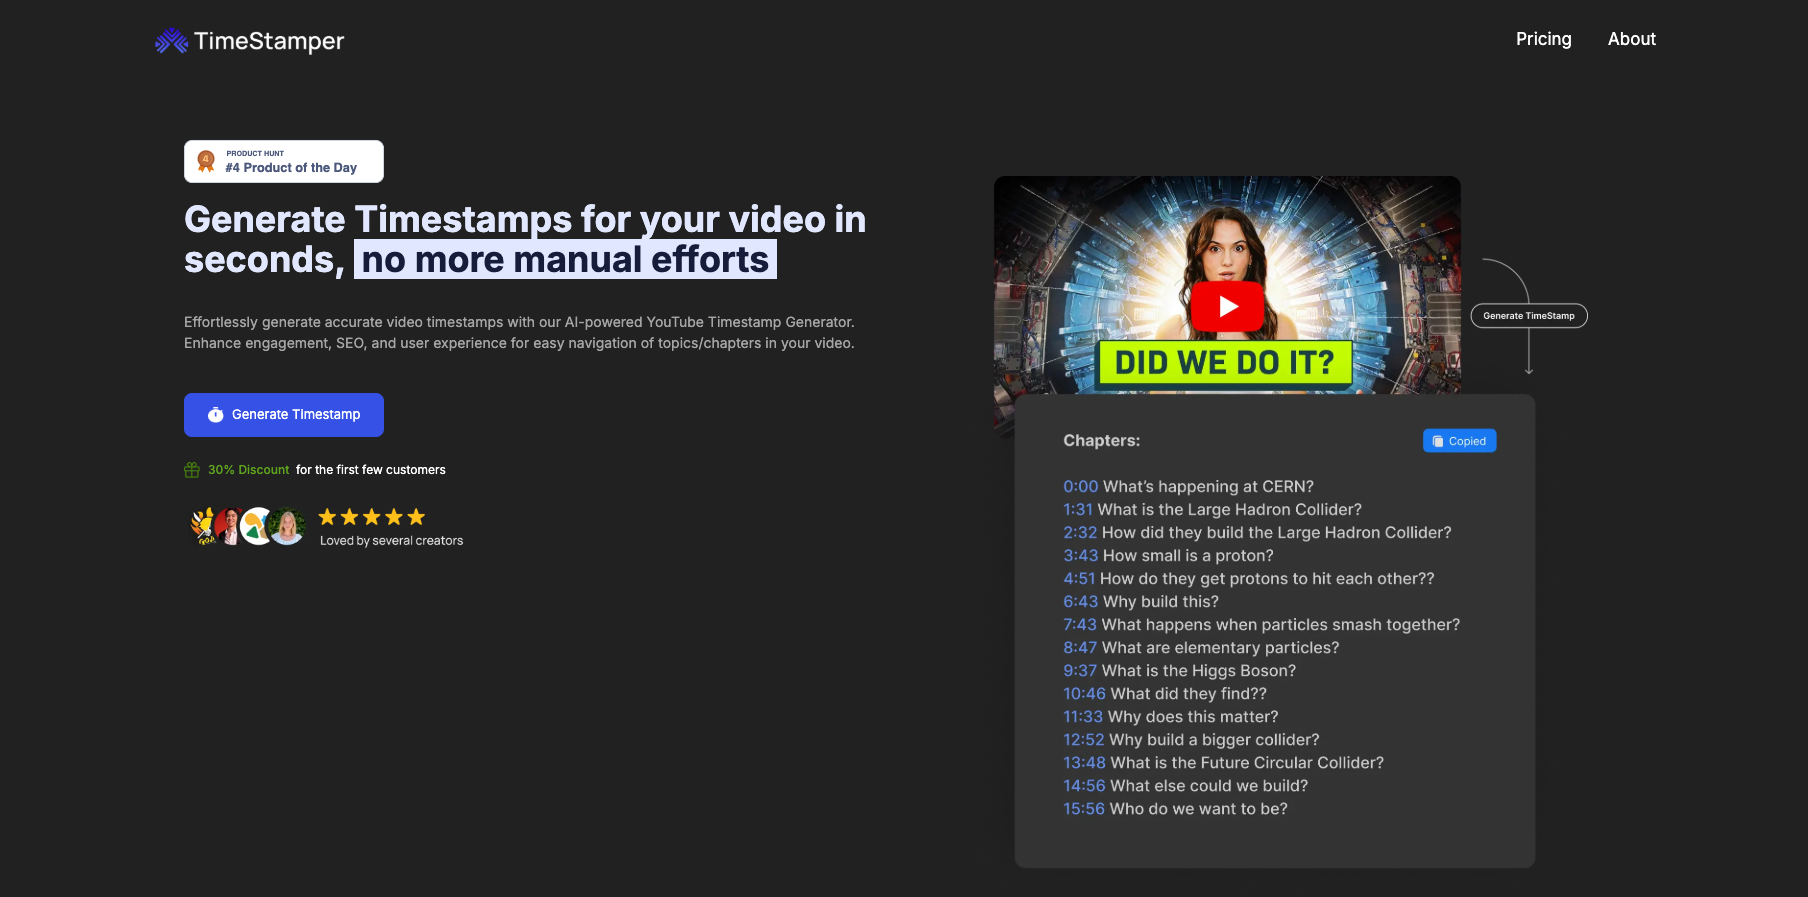 TimeStamper
Pricing
About
4
PRODUCT HUNT
#4 Product of the Day
Generate Timestamps for your video in
seconds, no more manual efforts
Effortlessly generate accurate video timestamps with our AI-powered YouTube Timestamp Generator.
Enhance engagement, SEO, and user experience for easy navigation of topics/chapters in your video.
Generate Timestamp
30% Discount for the first few customers
Loved by several creators
DID WE DO IT?
Generate TimeStamp
Chapters:
Copied
0:00 What's happening at CERN?
1:31 What is the Large Hadron Collider?
2:32 How did they build the Large Hadron Collider?
3:43 How small is a proton?
4:51 How do they get protons to hit each other??
6:43 Why build this?
7:43 What happens when particles smash together?
8:47 What are elementary particles?
9:37 What is the Higgs Boson?
10:46 What did they find??
11:33 Why does this matter?
12:52 Why build a bigger collider?
13:48 What is the Future Circular Collider?
14:56 What else could we build?
15:56 Who do we want to be?